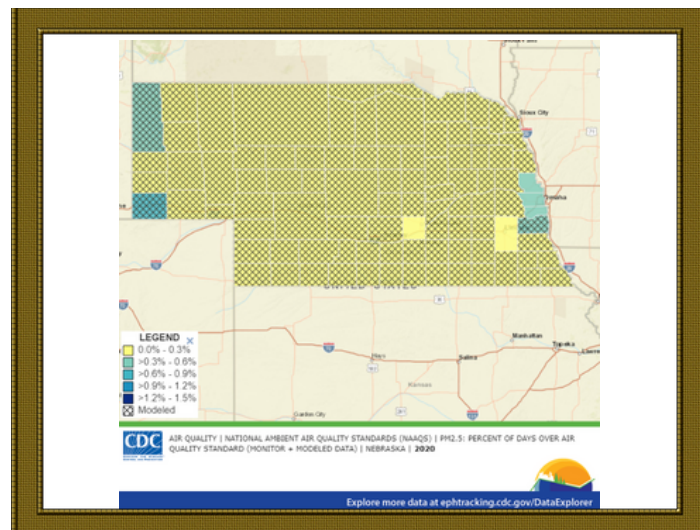 Sioux City
Omaha
UNITED STATES
Manhattan
Topeka
Salina
Kansas
Garden City
LEGEND ×
0.0% - 0.3%
>0.3% - 0.6%
>0.6% - 0.9%
>0.9% - 1.2%
>1.2% - 1.5%
Modeled
CDC
AIR QUALITY | NATIONAL AMBIENT AIR QUALITY STANDARDS (NAAQS) | PM2.5: PERCENT OF DAYS OVER AIR
QUALITY STANDARD (MONITOR + MODELED DATA) | NEBRASKA | 2020
Explore more data at ephtracking.cdc.gov/DataExplorer